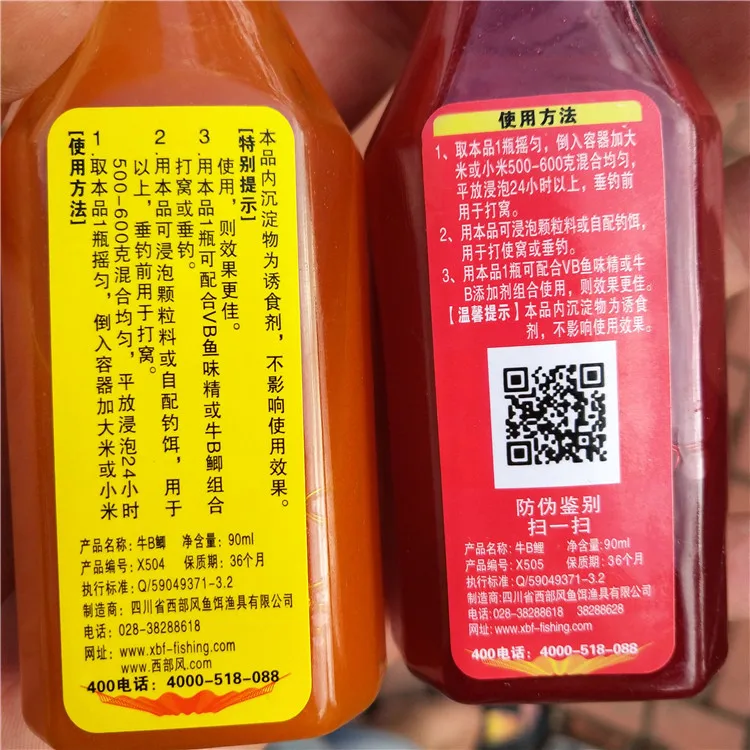 【使用方法】
1.取本品1瓶摇匀，倒入容器加大米或小米
500-600克混合均匀，平放浸泡24小时
以上，垂钓前用于打窝。
2.用本品可浸泡颗粒料或自配钓饵，用于
打窝或垂钓。
3.用本品1瓶可配合VB鱼味精或牛B鲫组合
使用，则效果更佳。
【特别提示】
本品内沉淀物为诱食剂，不影响使用效果。
产品名称: 牛B鲫 净含量: 90ml
产品编号: X504 保质期: 36个月
执行标准: Q/59049371-3.2
制造商: 四川省西部风鱼饵渔具有限公司
电话: 028-38288618
网址: www.xbf-fishing.com
www.西部风.com
400电话: 4000-518-088
使用方法
1、取本品1瓶摇匀，倒入容器加大
米或小米500-600克混合均匀，
平放浸泡24小时以上，垂钓前
用于打窝。
2、用本品可浸泡颗粒料或自配钓饵，
用于打使窝或垂钓。
3、用本品1瓶可配合VB鱼味精或牛
B添加剂组合使用，则效果更佳。
【温馨提示】本品内沉淀物为诱食
剂，不影响使用效果。
防伪鉴别
扫一扫
产品名称: 牛B鲤 净含量: 90ml
产品编号: X505 保质期: 36个月
执行标准: Q/59049371-3.2
制造商: 四川省西部风鱼饵渔具有限公司
电话: 028-38288618 38288628
网址: www.xbf-fishing.com
400电话: 4000-518-088